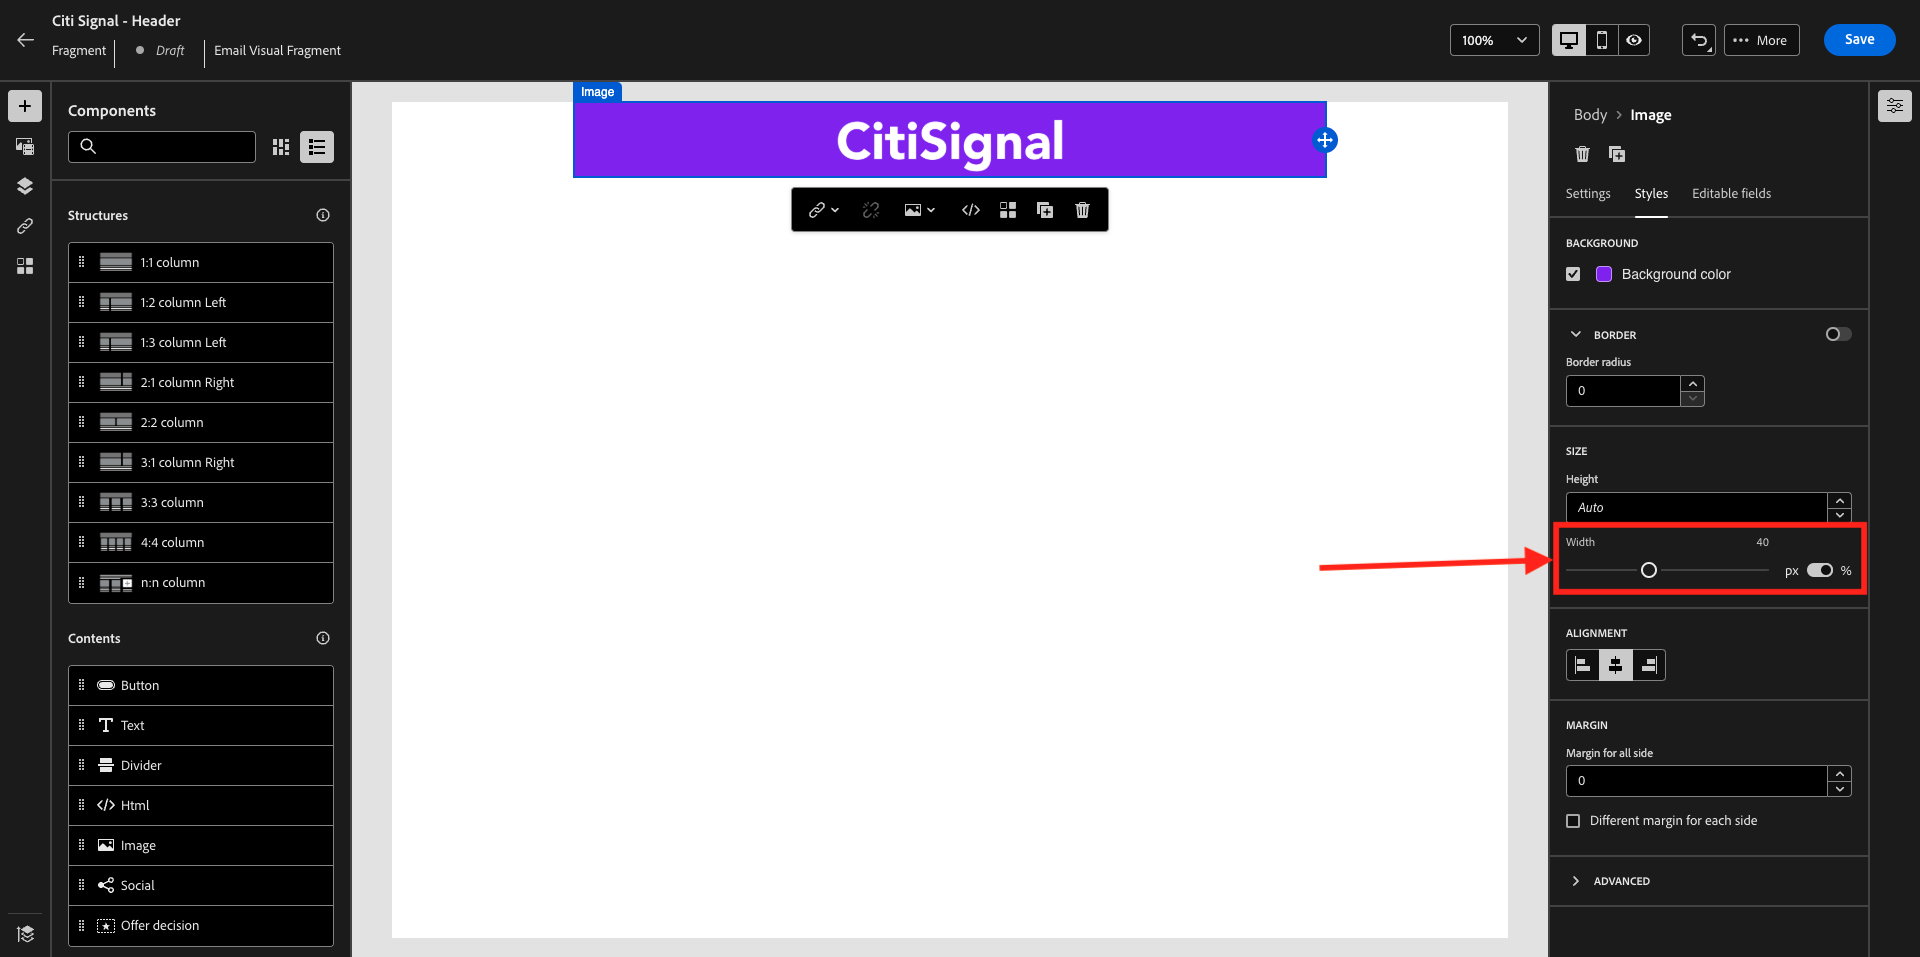 Citi Signal - Header
Fragment
Draft
Email Visual Fragment
100%
More
Save
Components
Structures
1:1 column
1:2 column Left
1:3 column Left
2:1 column Right
2:2 column
3:1 column Right
3:3 column
4:4 column
n:n column
Contents
Button
Text
Divider
Html
Image
Social
Offer decision
Image
CitiSignal
Body > Image
Settings Styles Editable fields
BACKGROUND
Background color
BORDER
Border radius
0
SIZE
Height
Auto
Width 40
px %
ALIGNMENT
MARGIN
Margin for all side
0
Different margin for each side
ADVANCED